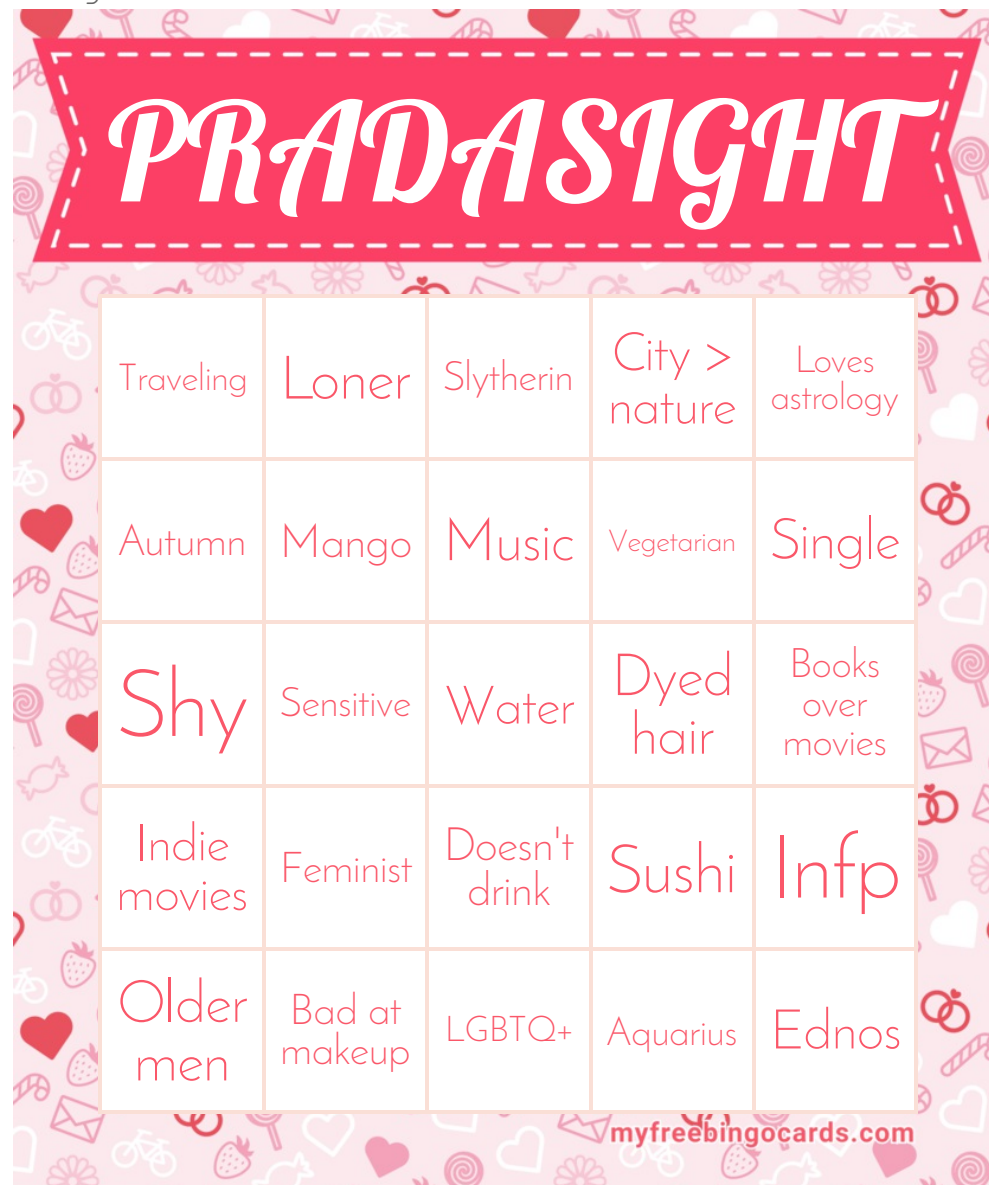 PRADASIGHT
Traveling
Loner
Slytherin
City >
nature
Loves
astrology
Autumn
Mango
Music
Vegetarian
Single
Shy
Sensitive
Water
Dyed
hair
Books
over
movies
Indie
movies
Feminist
Doesn't
drink
Sushi
Infp
Older
men
Bad at
makeup
LGBTQ+
Aquarius
Ednos
myfreebingocards.com